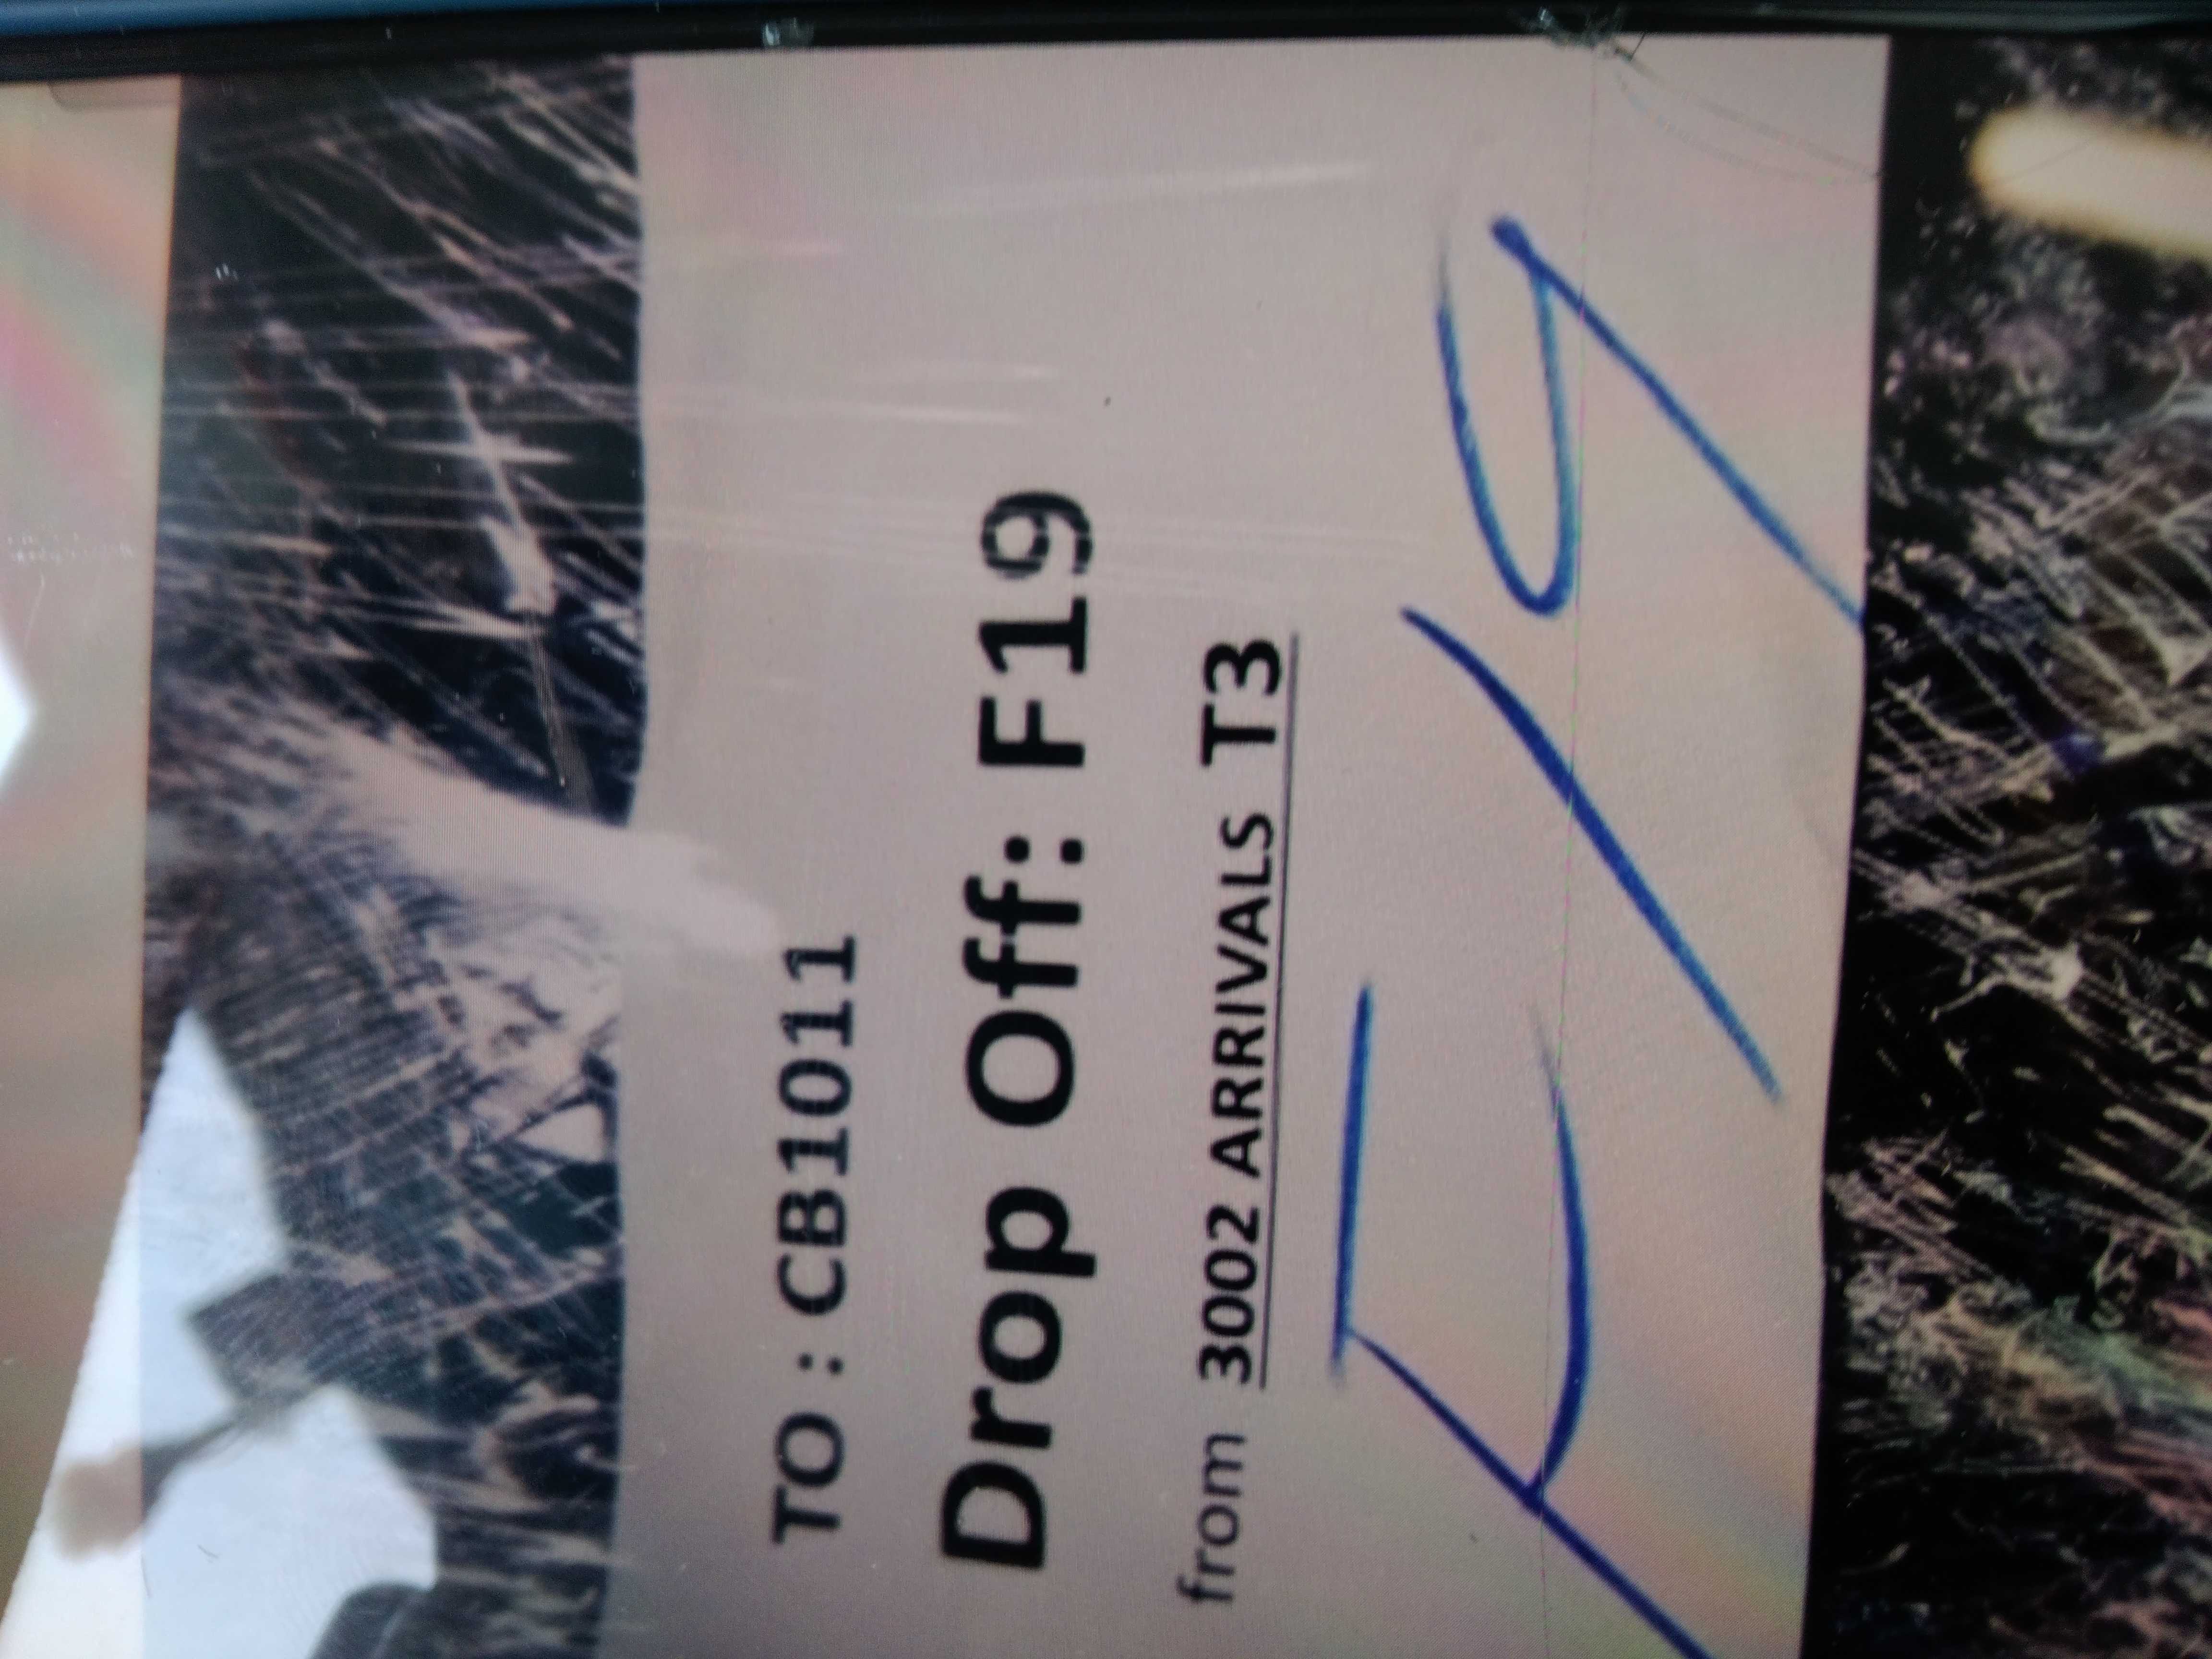 TO : CB1011
Drop Off: F19
from 3002 ARRIVALS T3
F19